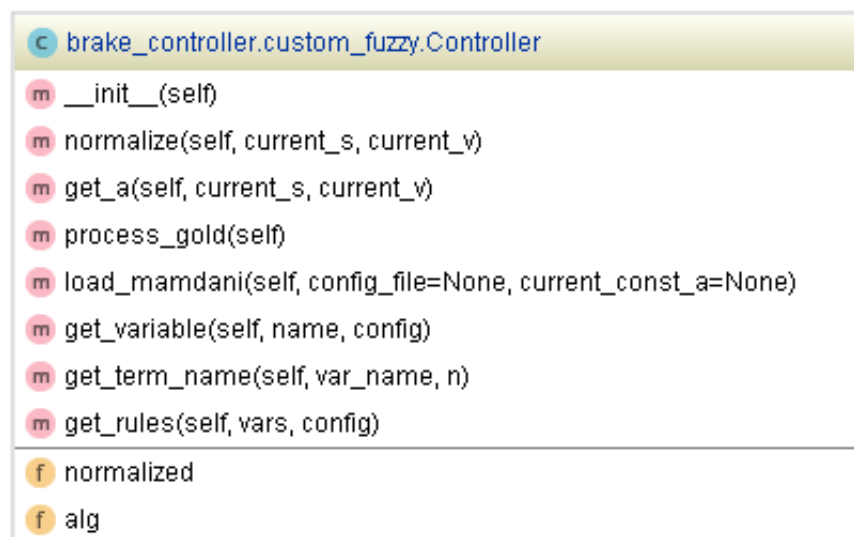 C brake_controller.custom_fuzzy.Controller
m __init__(self)
m normalize(self, current_s, current_v)
m get_a(self, current_s, current_v)
m process_gold(self)
m load_mamdani(self, config_file=None, current_const_a=None)
m get_variable(self, name, config)
m get_term_name(self, var_name, n)
m get_rules(self, vars, config)
f normalized
f alg